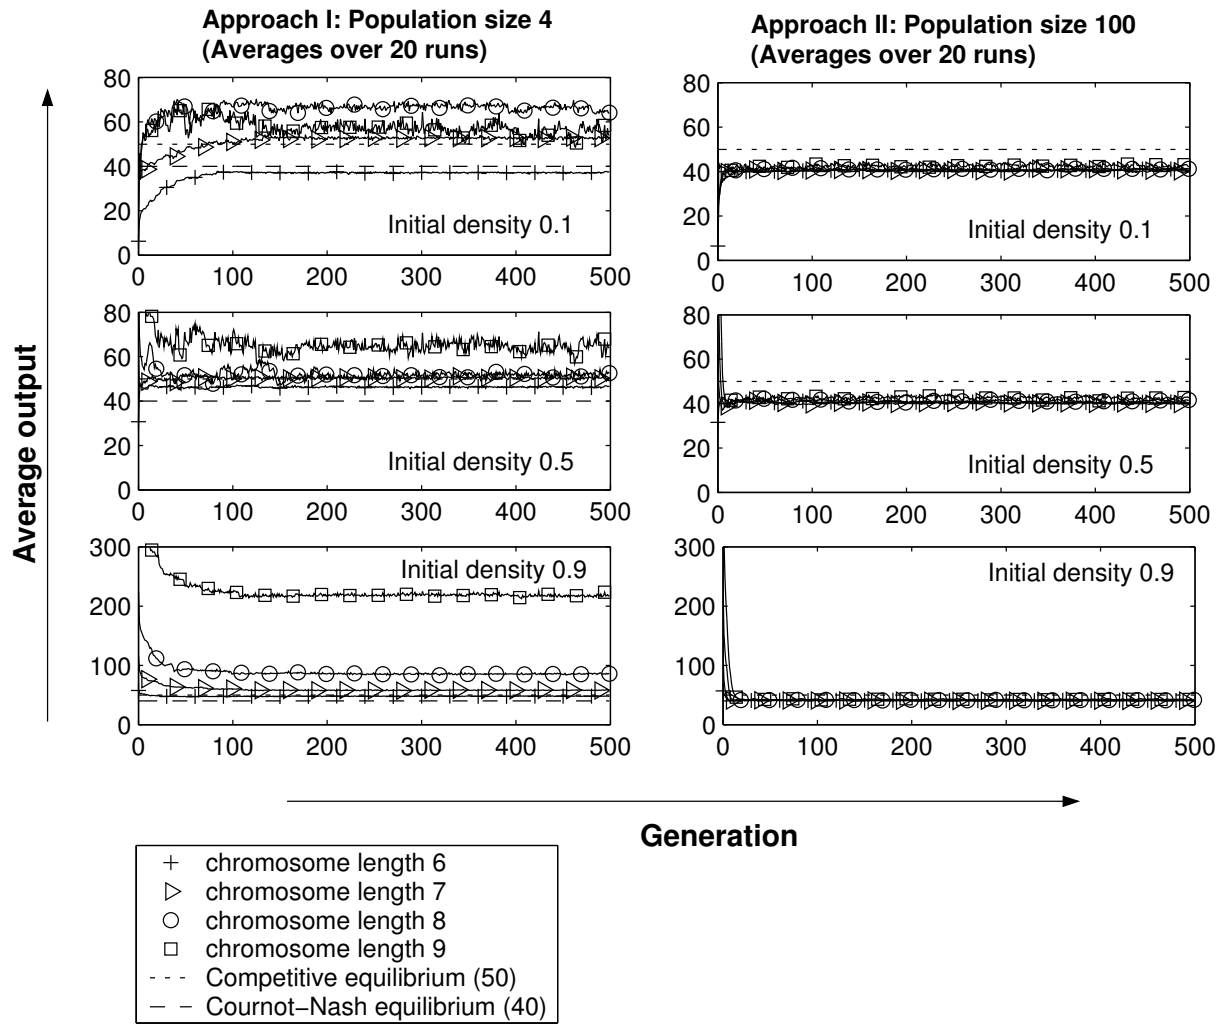 Approach I: Population size 4
(Averages over 20 runs)
Approach II: Population size 100
(Averages over 20 runs)
Average output
80
60
40
20
0
Initial density 0.1
0 100 200 300 400 500
80
60
40
20
0
Initial density 0.1
0 100 200 300 400 500
80
60
40
20
0
Initial density 0.5
0 100 200 300 400 500
80
60
40
20
0
Initial density 0.5
0 100 200 300 400 500
300
200
100
0
Initial density 0.9
0 100 200 300 400 500
300
200
100
0
Initial density 0.9
0 100 200 300 400 500
Generation
chromosome length 6
chromosome length 7
chromosome length 8
chromosome length 9
Competitive equilibrium (50)
Cournot−Nash equilibrium (40)